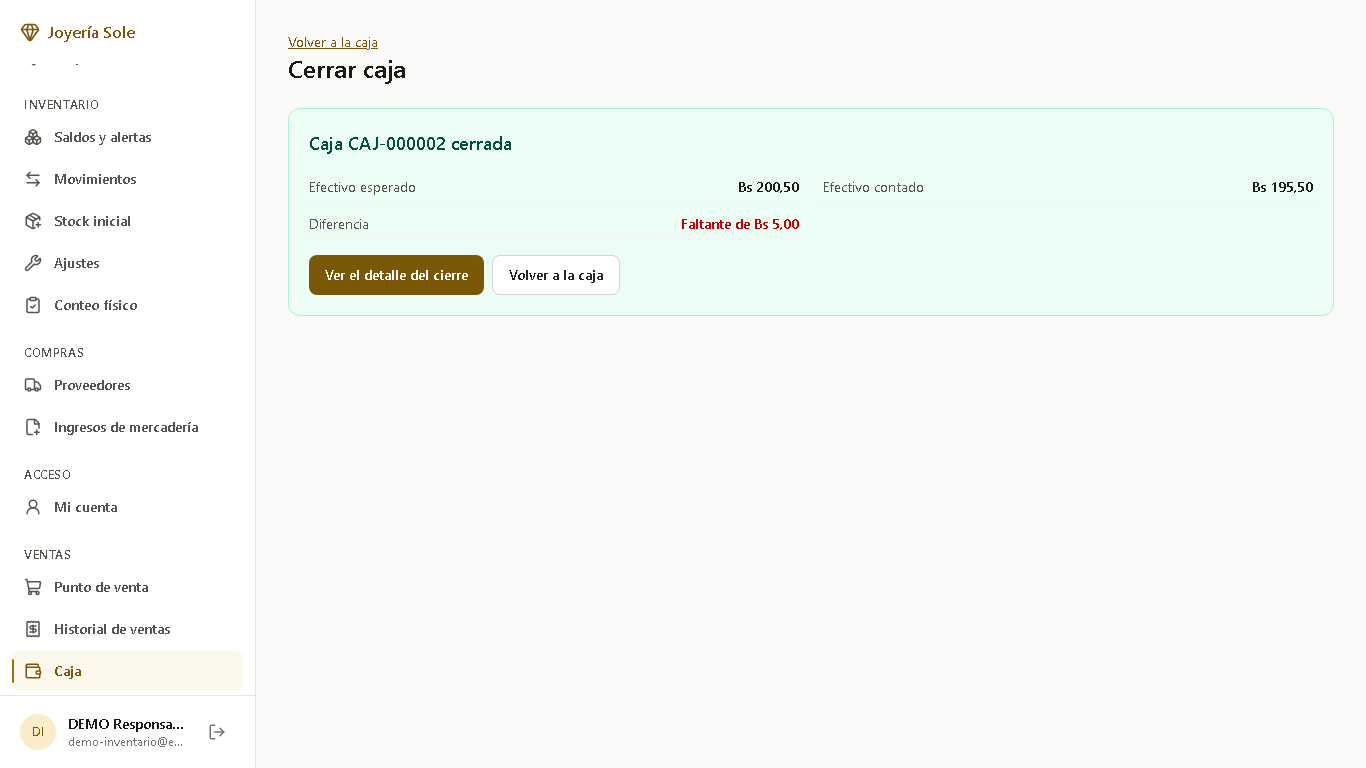 Joyería Sole
INVENTARIO
Saldos y alertas
Movimientos
Stock inicial
Ajustes
Conteo físico
COMPRAS
Proveedores
Ingresos de mercadería
ACCESO
Mi cuenta
VENTAS
Punto de venta
Historial de ventas
Caja
DI
DEMO Responsa...
demo-inventario@e...
Volver a la caja
Cerrar caja
Caja CAJ-000002 cerrada
Efectivo esperado Bs 200,50 Efectivo contado Bs 195,50
Diferencia Faltante de Bs 5,00
Ver el detalle del cierre Volver a la caja